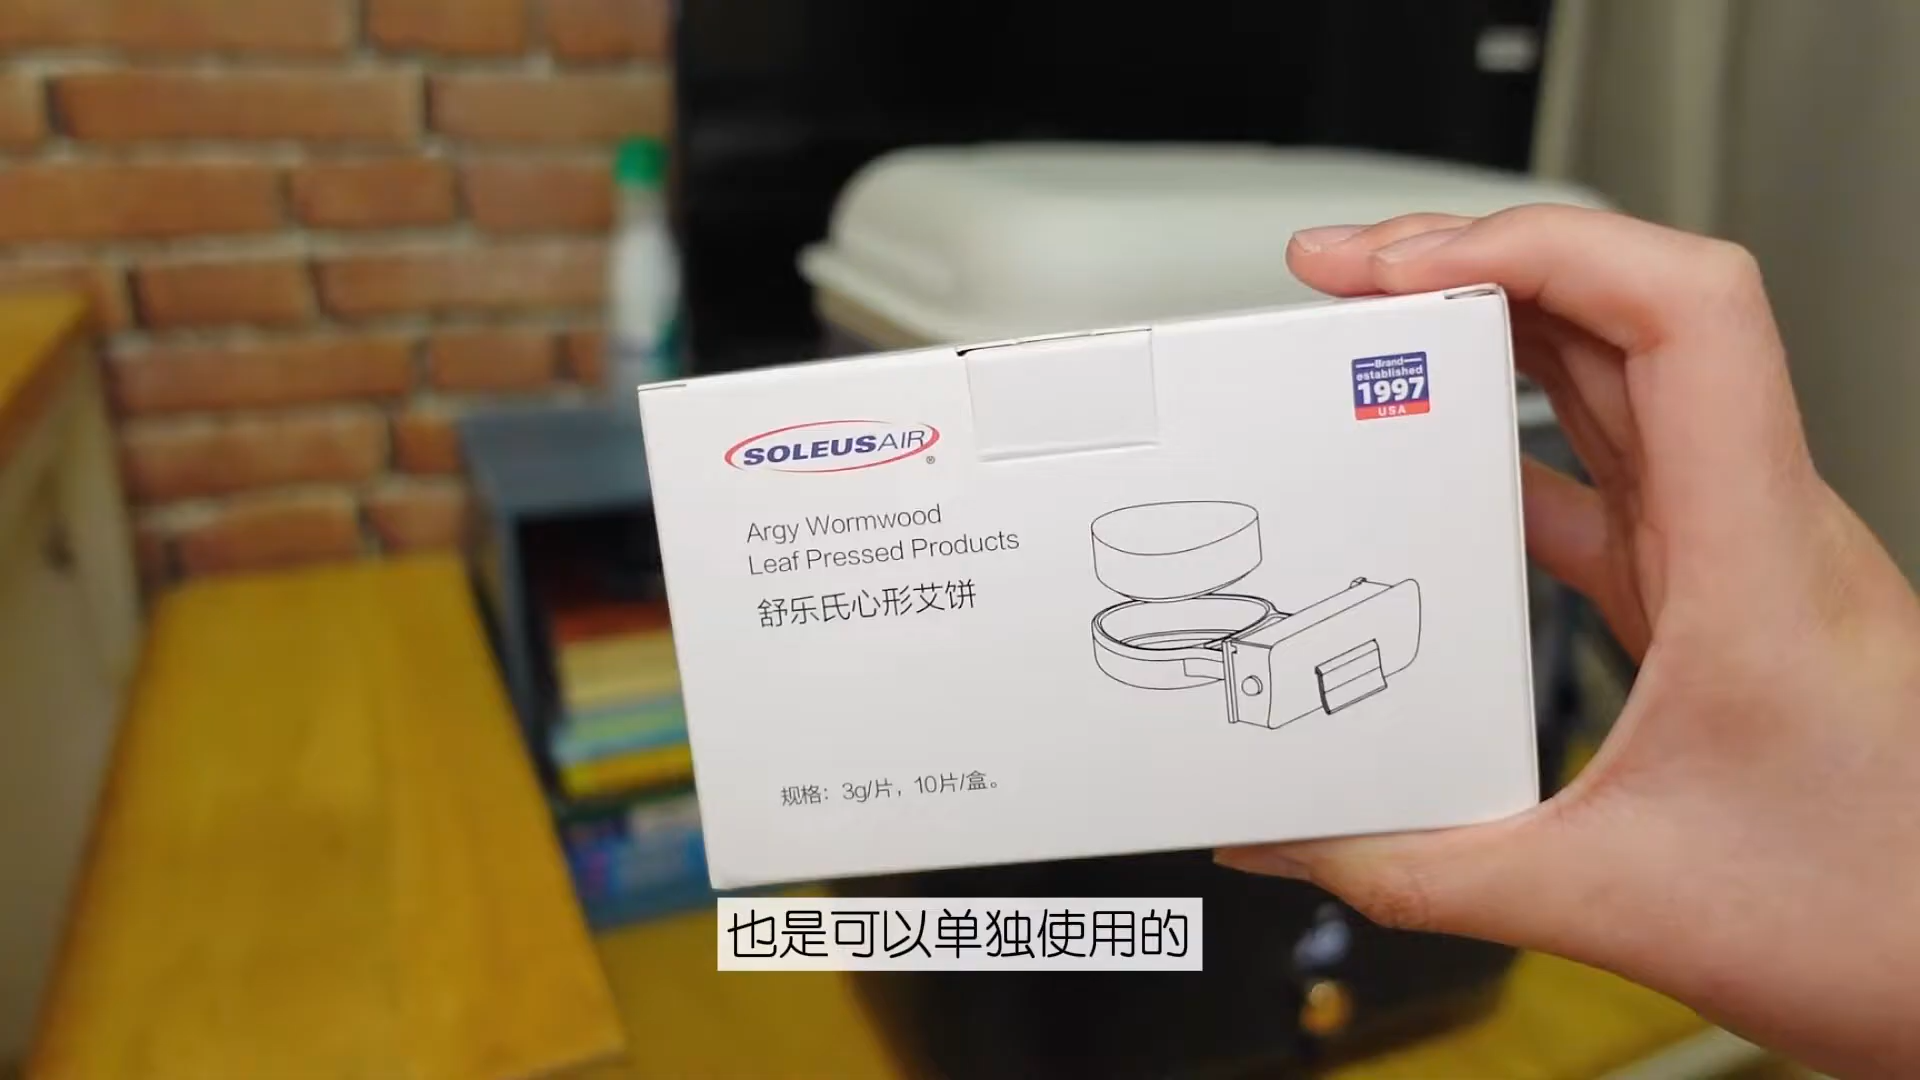 SOLEUSAIR®
Brand
established
1997
USA
Argy Wormwood
Leaf Pressed Products
舒乐氏心形艾饼
规格：3g/片，10片/盒。
也是可以单独使用的